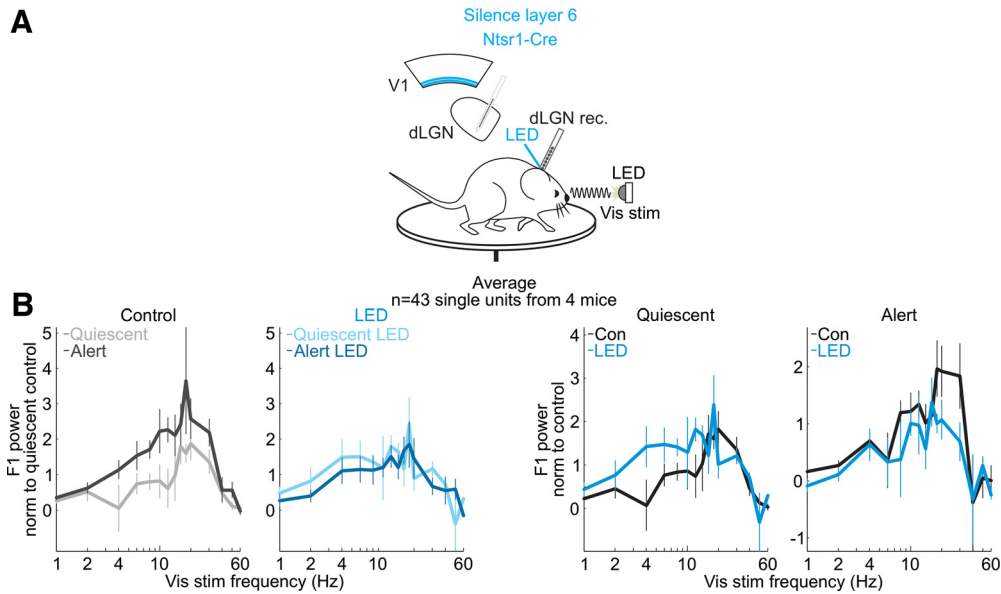 A
Silence layer 6
Ntsr1-Cre
V1
dLGN
dLGN rec.
LED
LED
Vis stim
B
Average
n=43 single units from 4 mice
Control
Quiescent
Alert
F1 power
norm to quiescent control
5
4
3
2
1
0
1 2 4 10 60
LED
Quiescent LED
Alert LED
5
4
3
2
1
0
1 2 4 10 60
Vis stim frequency (Hz)
Quiescent
Con
LED
F1 power
norm to control
4
3
2
1
0
1 2 4 10 60
Alert
Con
LED
2
1
0
-1
1 2 4 10 60
Vis stim frequency (Hz)